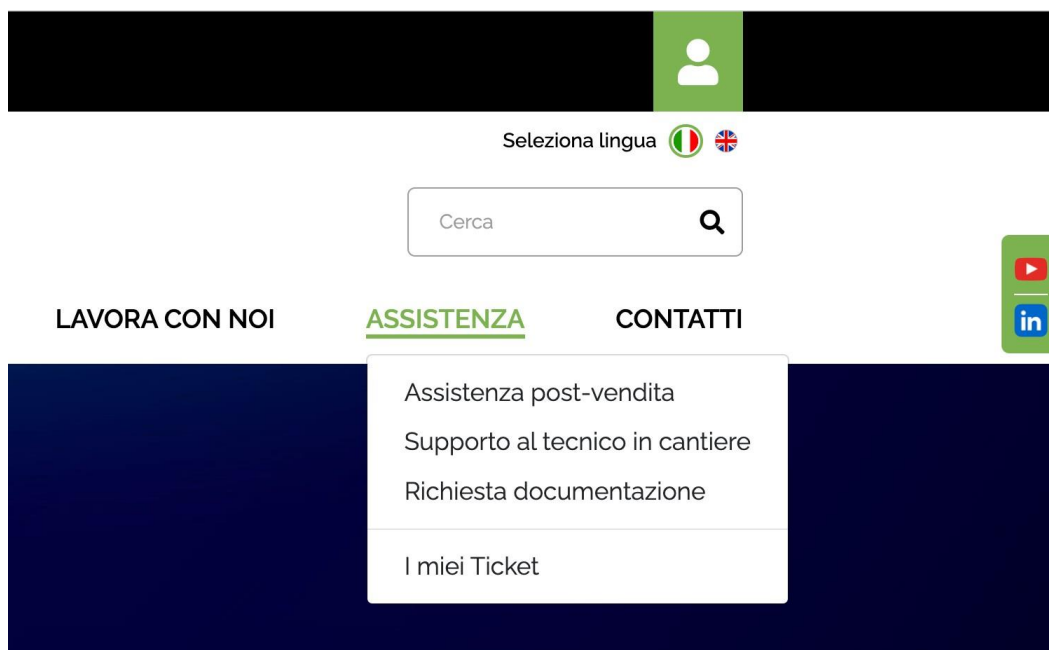 Seleziona lingua
Cerca
LAVORA CON NOI ASSISTENZA CONTATTI
in
Assistenza post-vendita
Supporto al tecnico in cantiere
Richiesta documentazione
I miei Ticket